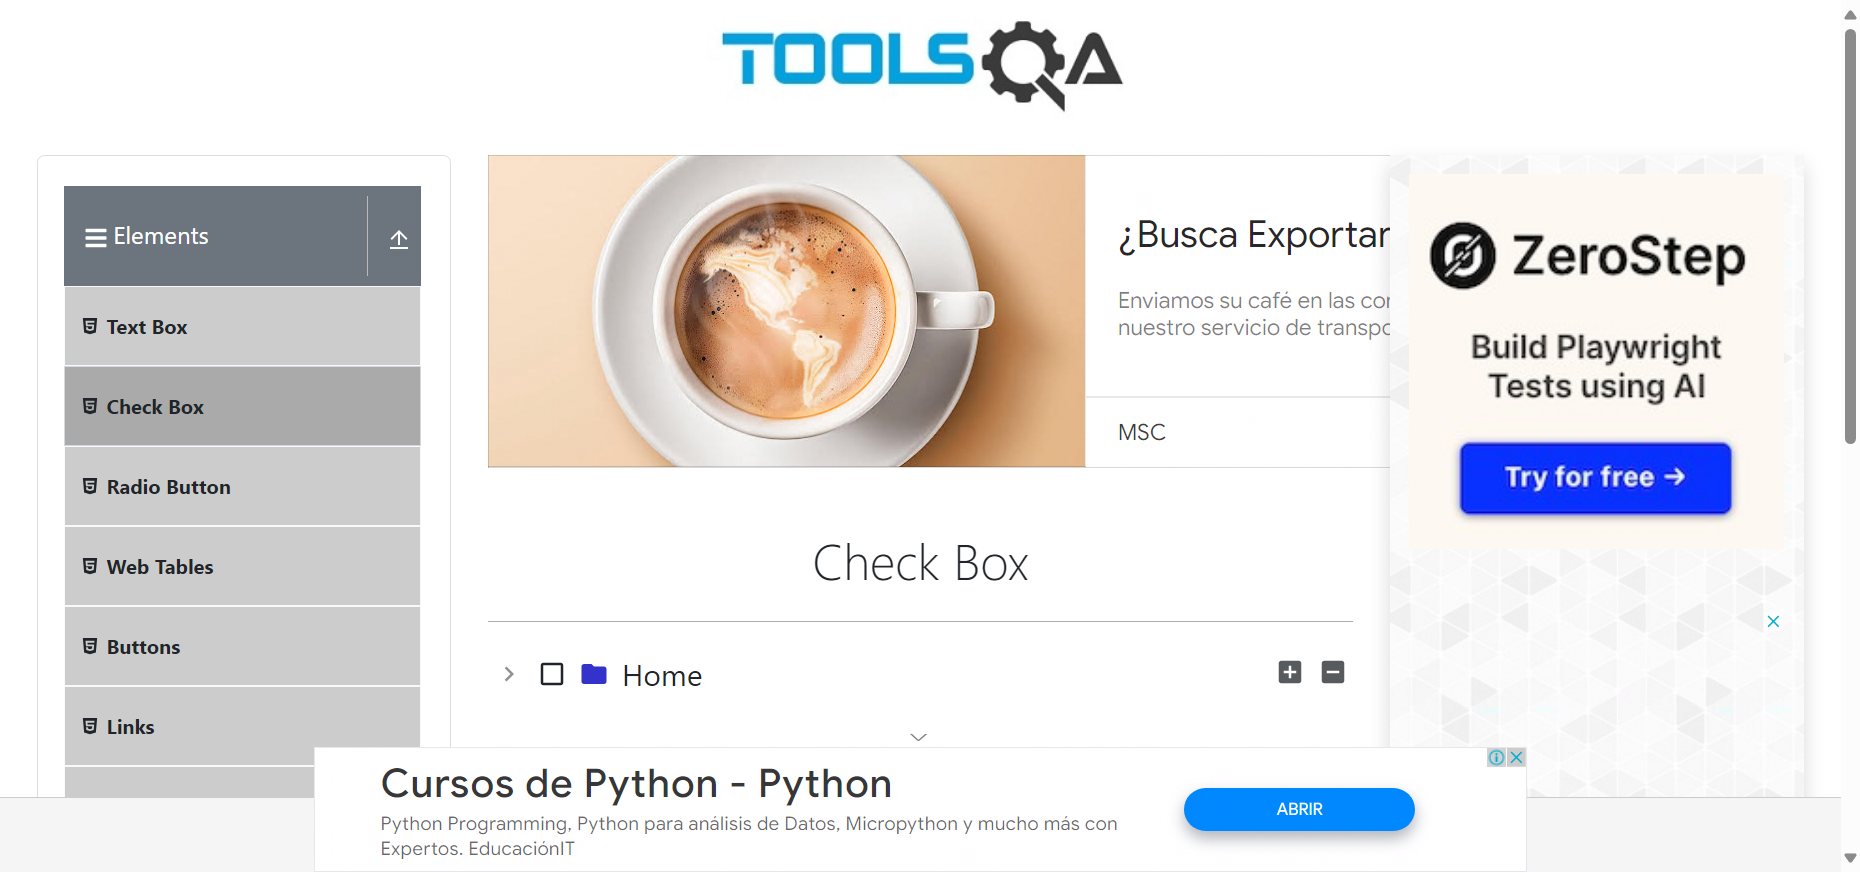 TOOLSQA
Elements
Text Box
Check Box
Radio Button
Web Tables
Buttons
Links
¿Busca Exportar
Enviamos su café en las
nuestro servicio de
MSC
ZeroStep
Build Playwright
Tests using AI
Try for free →
Check Box
Home
Cursos de Python - Python
Python Programming, Python para análisis de Datos, Micropython y mucho más con
Expertos. EducaciónIT
ABRIR